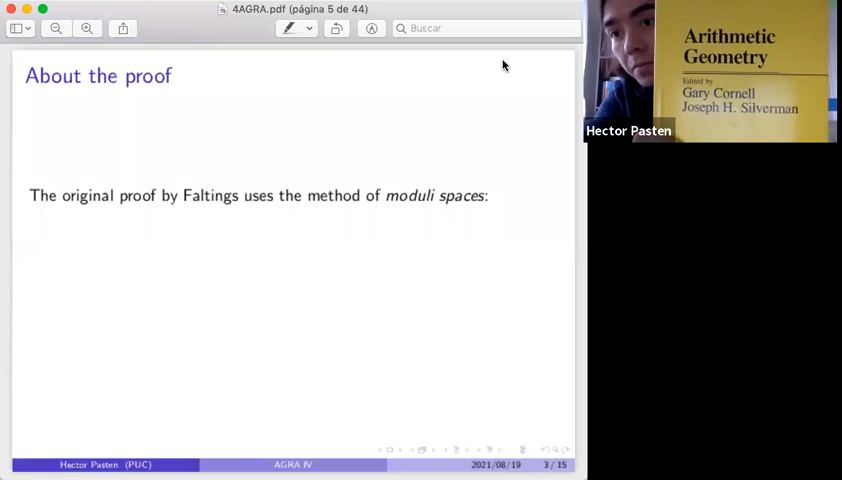 4AGRA.pdf (página 5 de 44)
Buscar
About the proof
The original proof by Faltings uses the method of moduli spaces:
Hector Pasten (PUC)
AGRA IV
2021/08/19
3 / 15
Arithmetic
Geometry
Edited by
Gary Cornell
Joseph H. Silverman
Hector Pasten